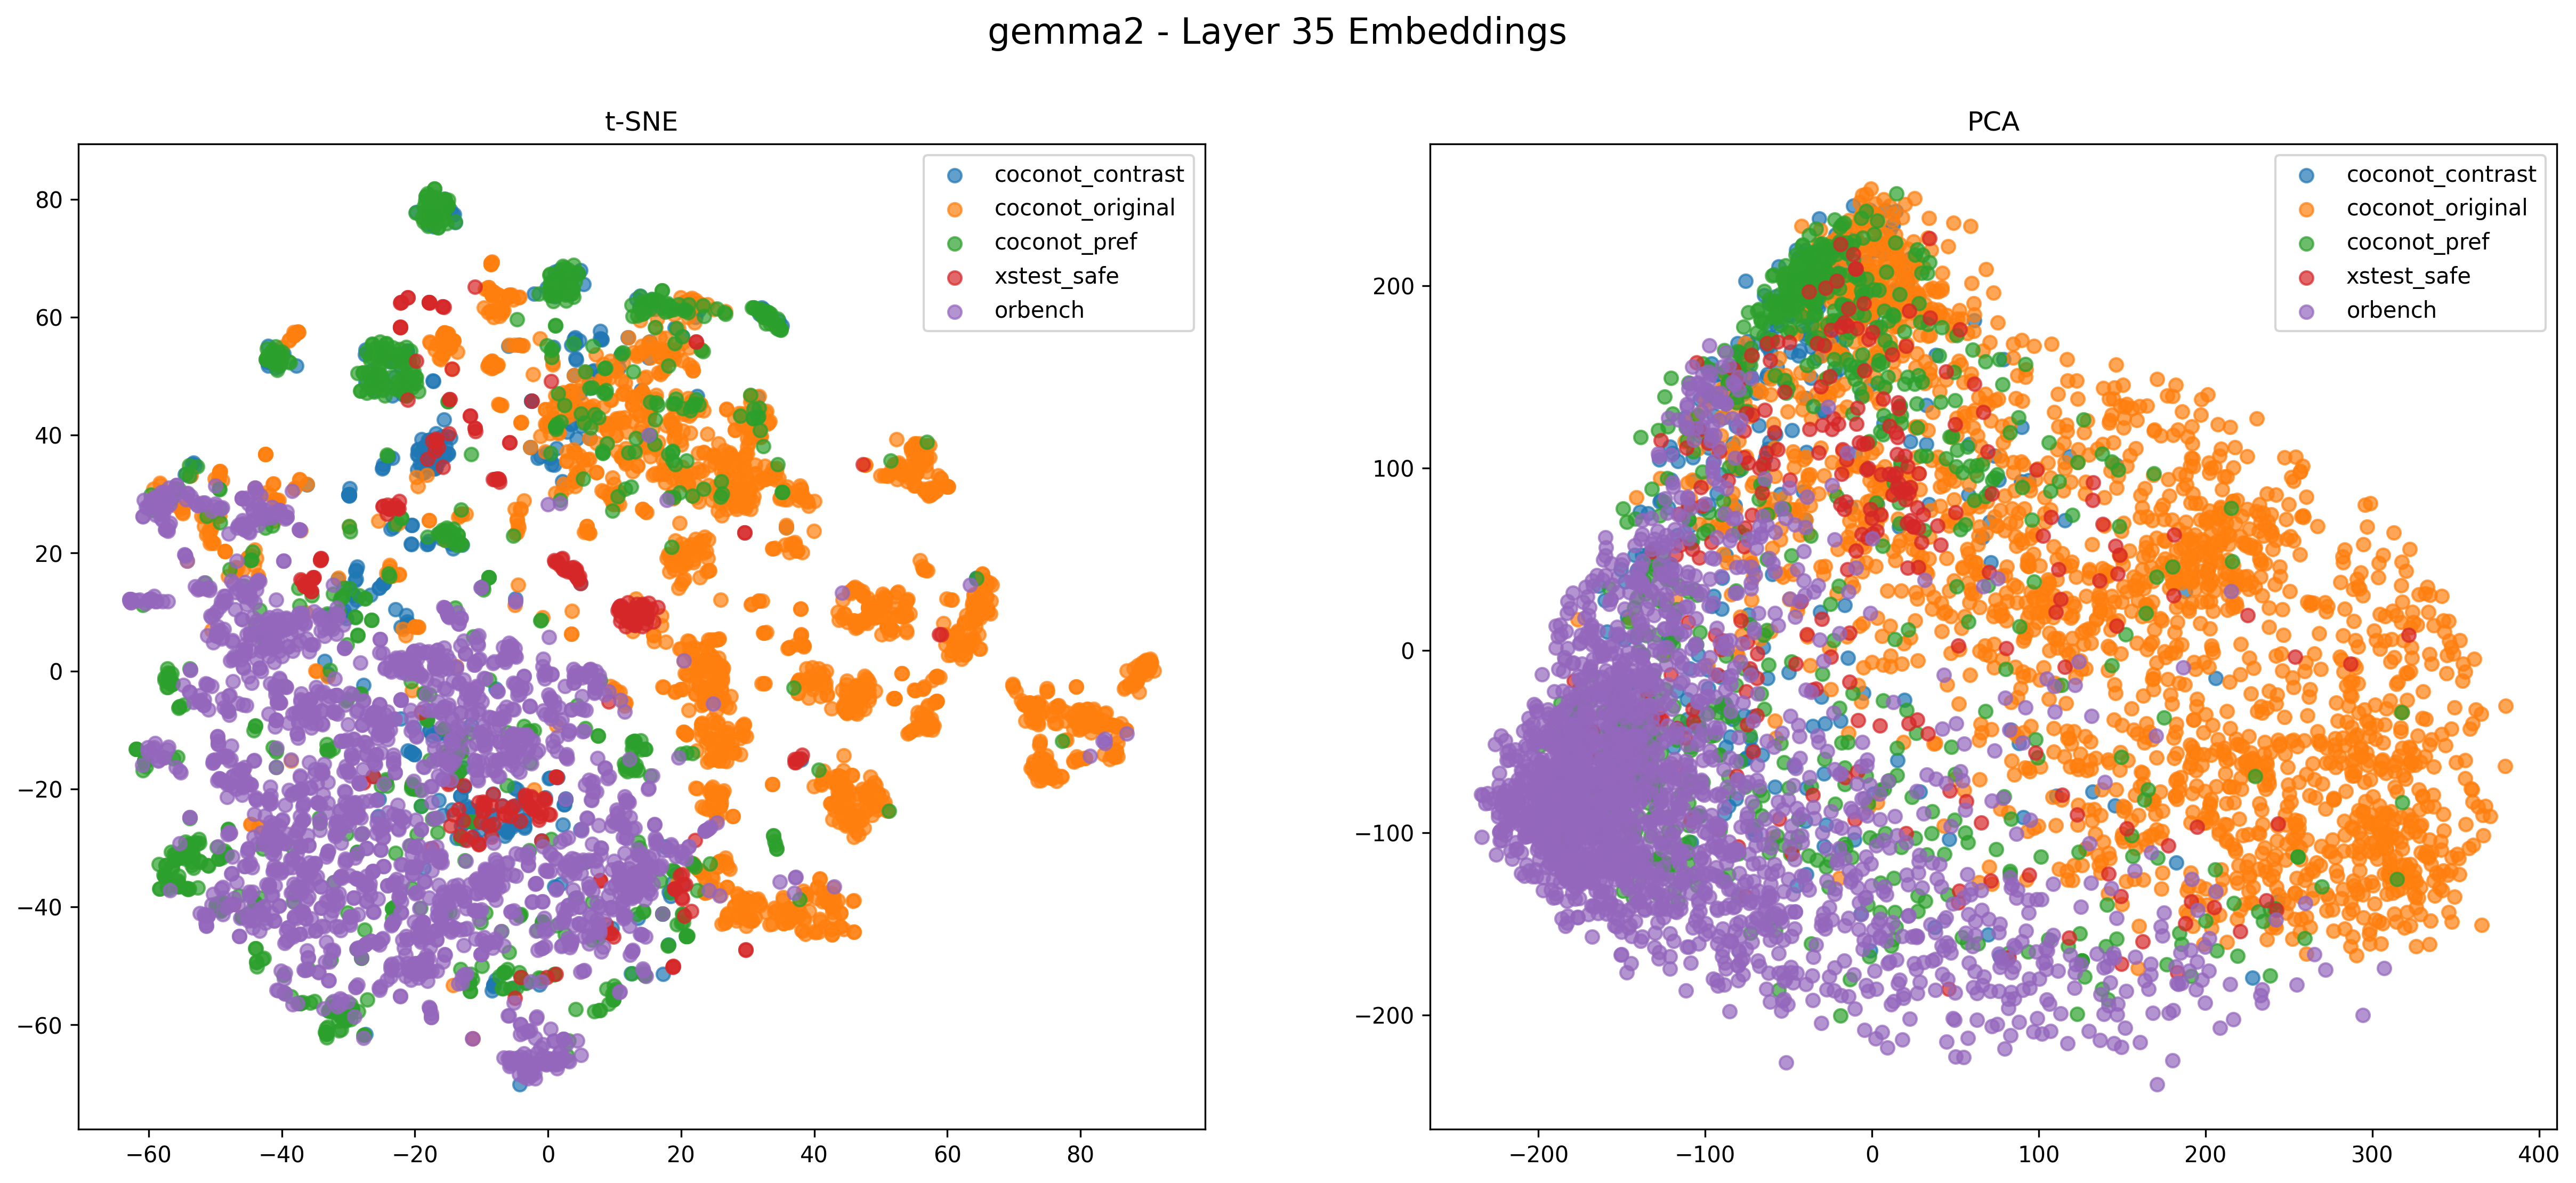 gemma2 - Layer 35 Embeddings
t-SNE
coconot_contrast
coconot_original
coconot_pref
xstest_safe
orbench
80
60
40
20
0
−20
−40
−60
−60
−40
−20
0
20
40
60
80
PCA
coconot_contrast
coconot_original
coconot_pref
xstest_safe
orbench
200
100
0
−100
−200
−200
−100
0
100
200
300
400